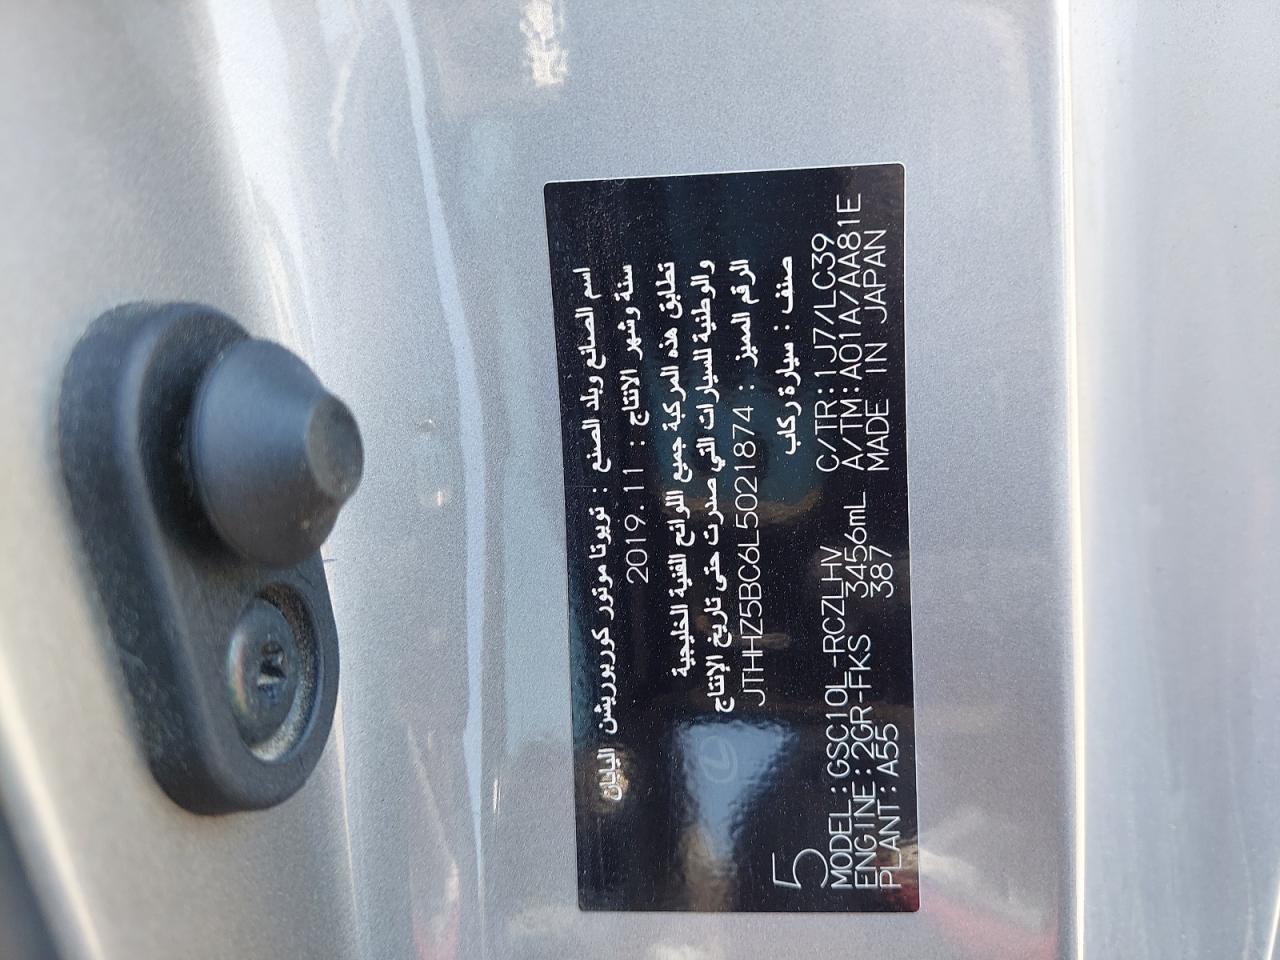 اسم الصانع وبلد الصنع : تويوتا موتور كوربوريشن اليابان
سنة وشهر الانتاج : 2019.11
تطابق هذه المركبة جميع اللوائح الفنية الخليجية
والوطنية للسيارات التي صدرت حتى تاريخ الإنتاج
الرقم المميز : JTHHZ5BC6L5021874
صنف : سيارة ركاب
5
MODEL:GSC10L-RCZLHV C/TR:1J7/LC39
ENGINE:2GR-FKS 3456mL A/TM:A01A/AA81E
PLANT:A55 387 MADE IN JAPAN